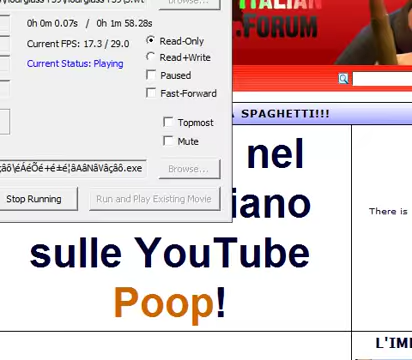 Browse...
0h 0m 0.07s / 0h 1m 58.28s
Current FPS: 17.3 / 29.0
Current Status: Playing
Read-Only
Read+Write
Paused
Fast-Forward
Topmost
Mute
Browse...
Stop Running
Run and Play Existing Movie
ITALIAN
.FORUM
SPAGHETTI!!!
nel
iano
sulle YouTube
Poop!
There is
L'IM